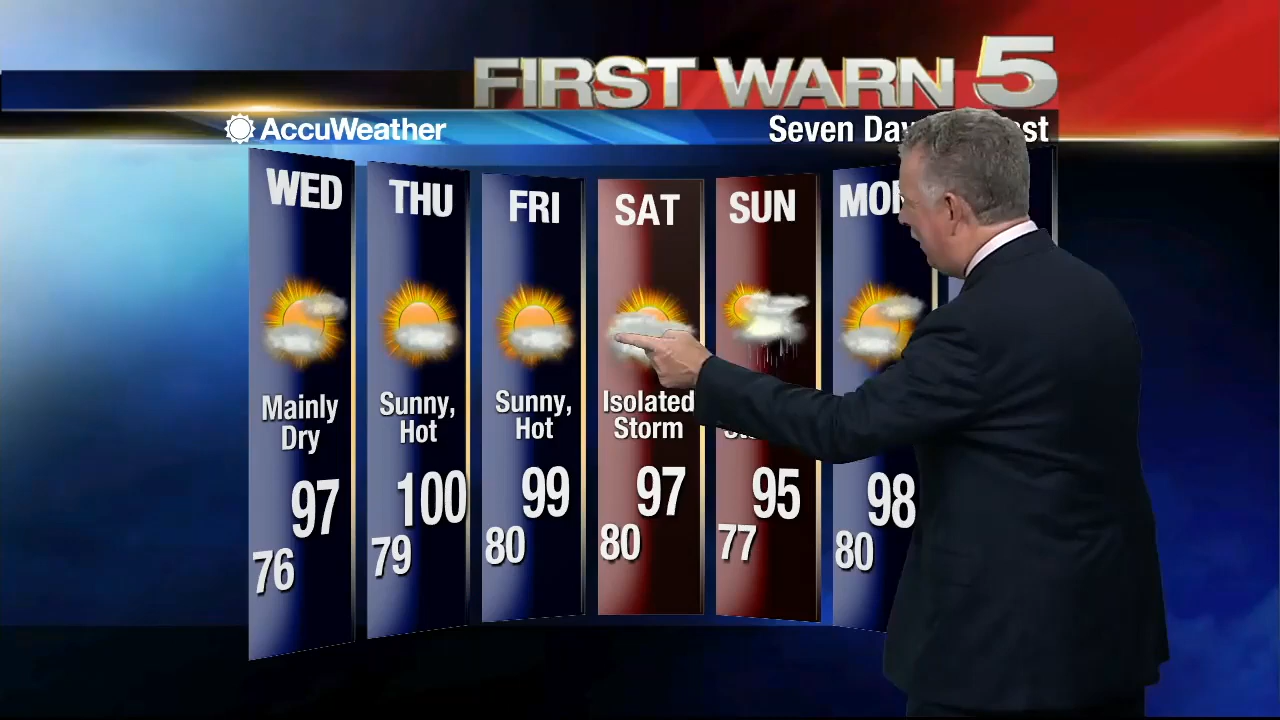 FIRST WARN 5
AccuWeather
Seven Day
WED
THU
FRI
SAT
SUN
MON
Mainly
Dry
Sunny,
Hot
Sunny,
Hot
Isolated
Storm
97
100
99
97
95
98
76
79
80
80
77
80